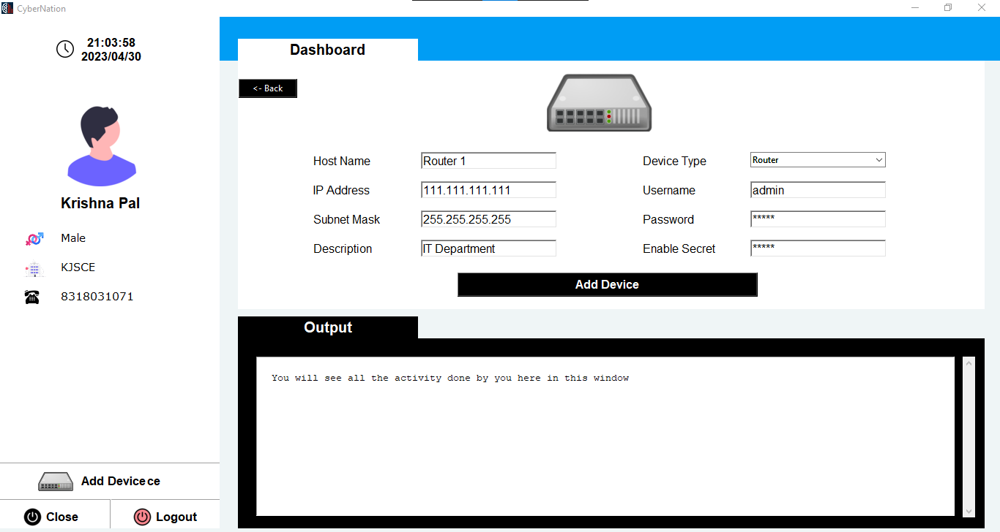 CyberNation
21:03:58
2023/04/30
Krishna Pal
Male
KJSCE
8318031071
Add Devicece
Close
Logout
Dashboard
<- Back
Host Name
Router 1
Device Type
Router
IP Address
111.111.111.111
Username
admin
Subnet Mask
255.255.255.255
Password
*****
Description
IT Department
Enable Secret
*****
Add Device
Output
You will see all the activity done by you here in this window